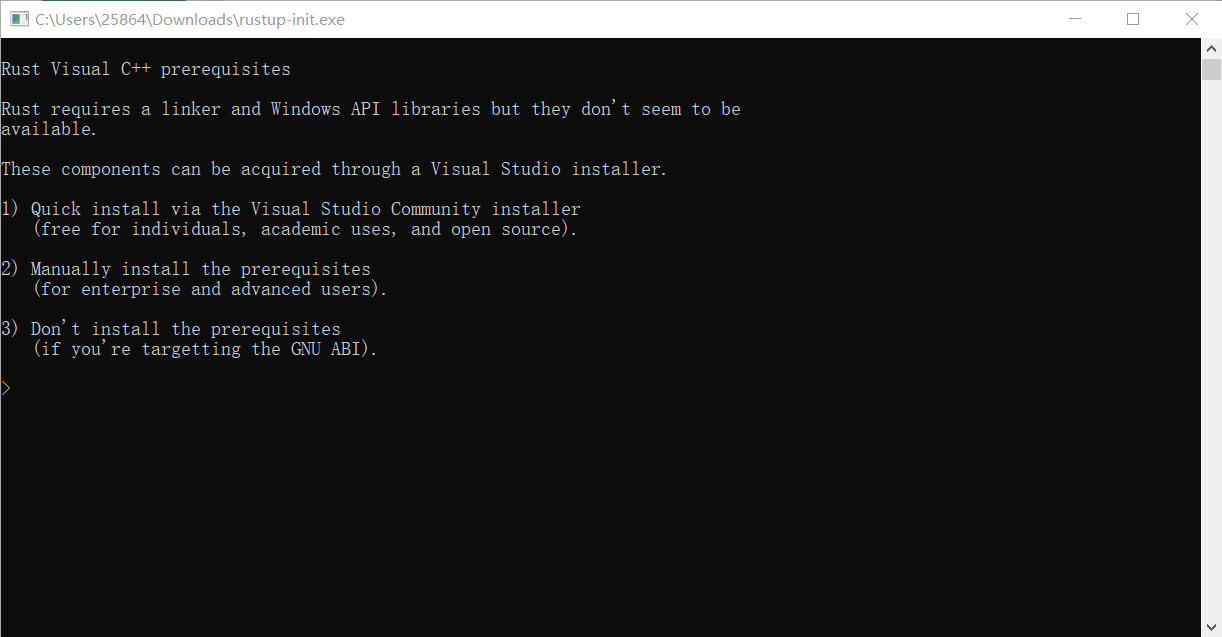 C:\Users\25864\Downloads\rustup-init.exe
Rust Visual C++ prerequisites
Rust requires a linker and Windows API libraries but they don't seem to be
available.
These components can be acquired through a Visual Studio installer.
1) Quick install via the Visual Studio Community installer
(free for individuals, academic uses, and open source).
2) Manually install the prerequisites
(for enterprise and advanced users).
3) Don't install the prerequisites
(if you're targetting the GNU ABI).
>